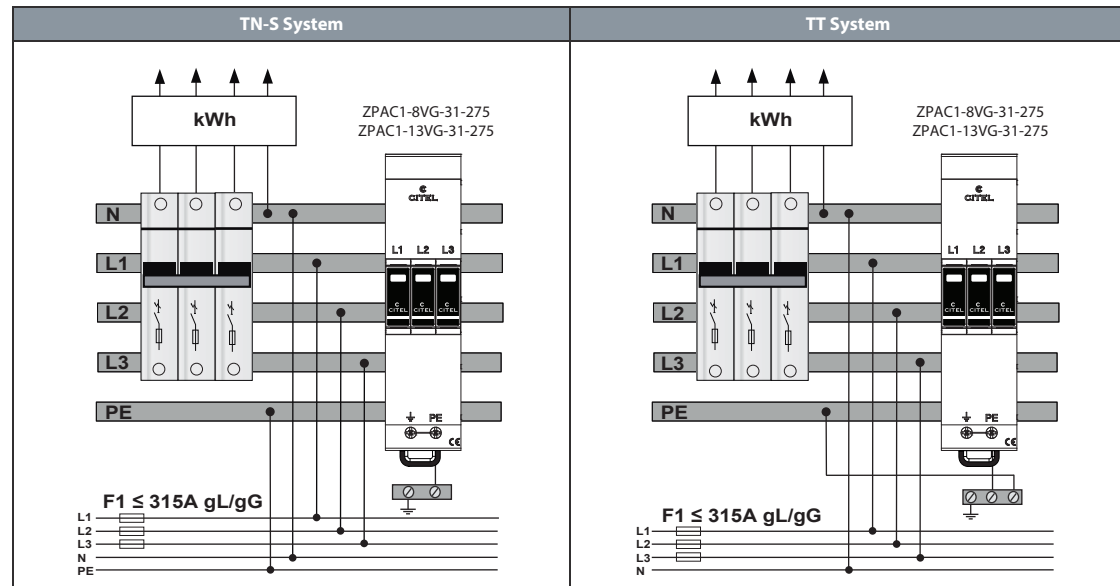 TN-S System
TT System
kWh
ZPAC1-8VG-31-275
ZPAC1-13VG-31-275
CITEL
N
L1 L2 L3
L1
L2
CITEL CITEL CITEL
L3
PE
PE
CE
F1 ≤ 315A gL/gG
L1
L2
L3
N
PE
kWh
ZPAC1-8VG-31-275
ZPAC1-13VG-31-275
CITEL
N
L1 L2 L3
L1
L2
CITEL CITEL CITEL
L3
PE
PE
CE
F1 ≤ 315A gL/gG
L1
L2
L3
N